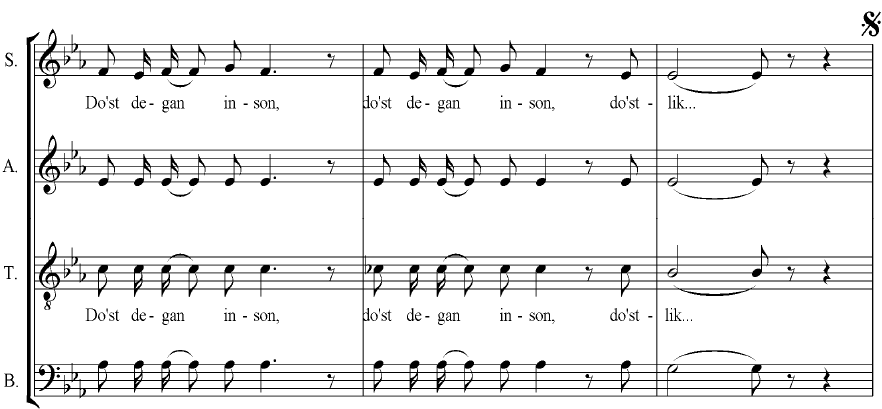 S.
Do'st de - gan in - son, do'st de - gan in - son, do'st - lik...
A.
T.
Do'st de - gan in - son, do'st de - gan in - son, do'st - lik...
B.